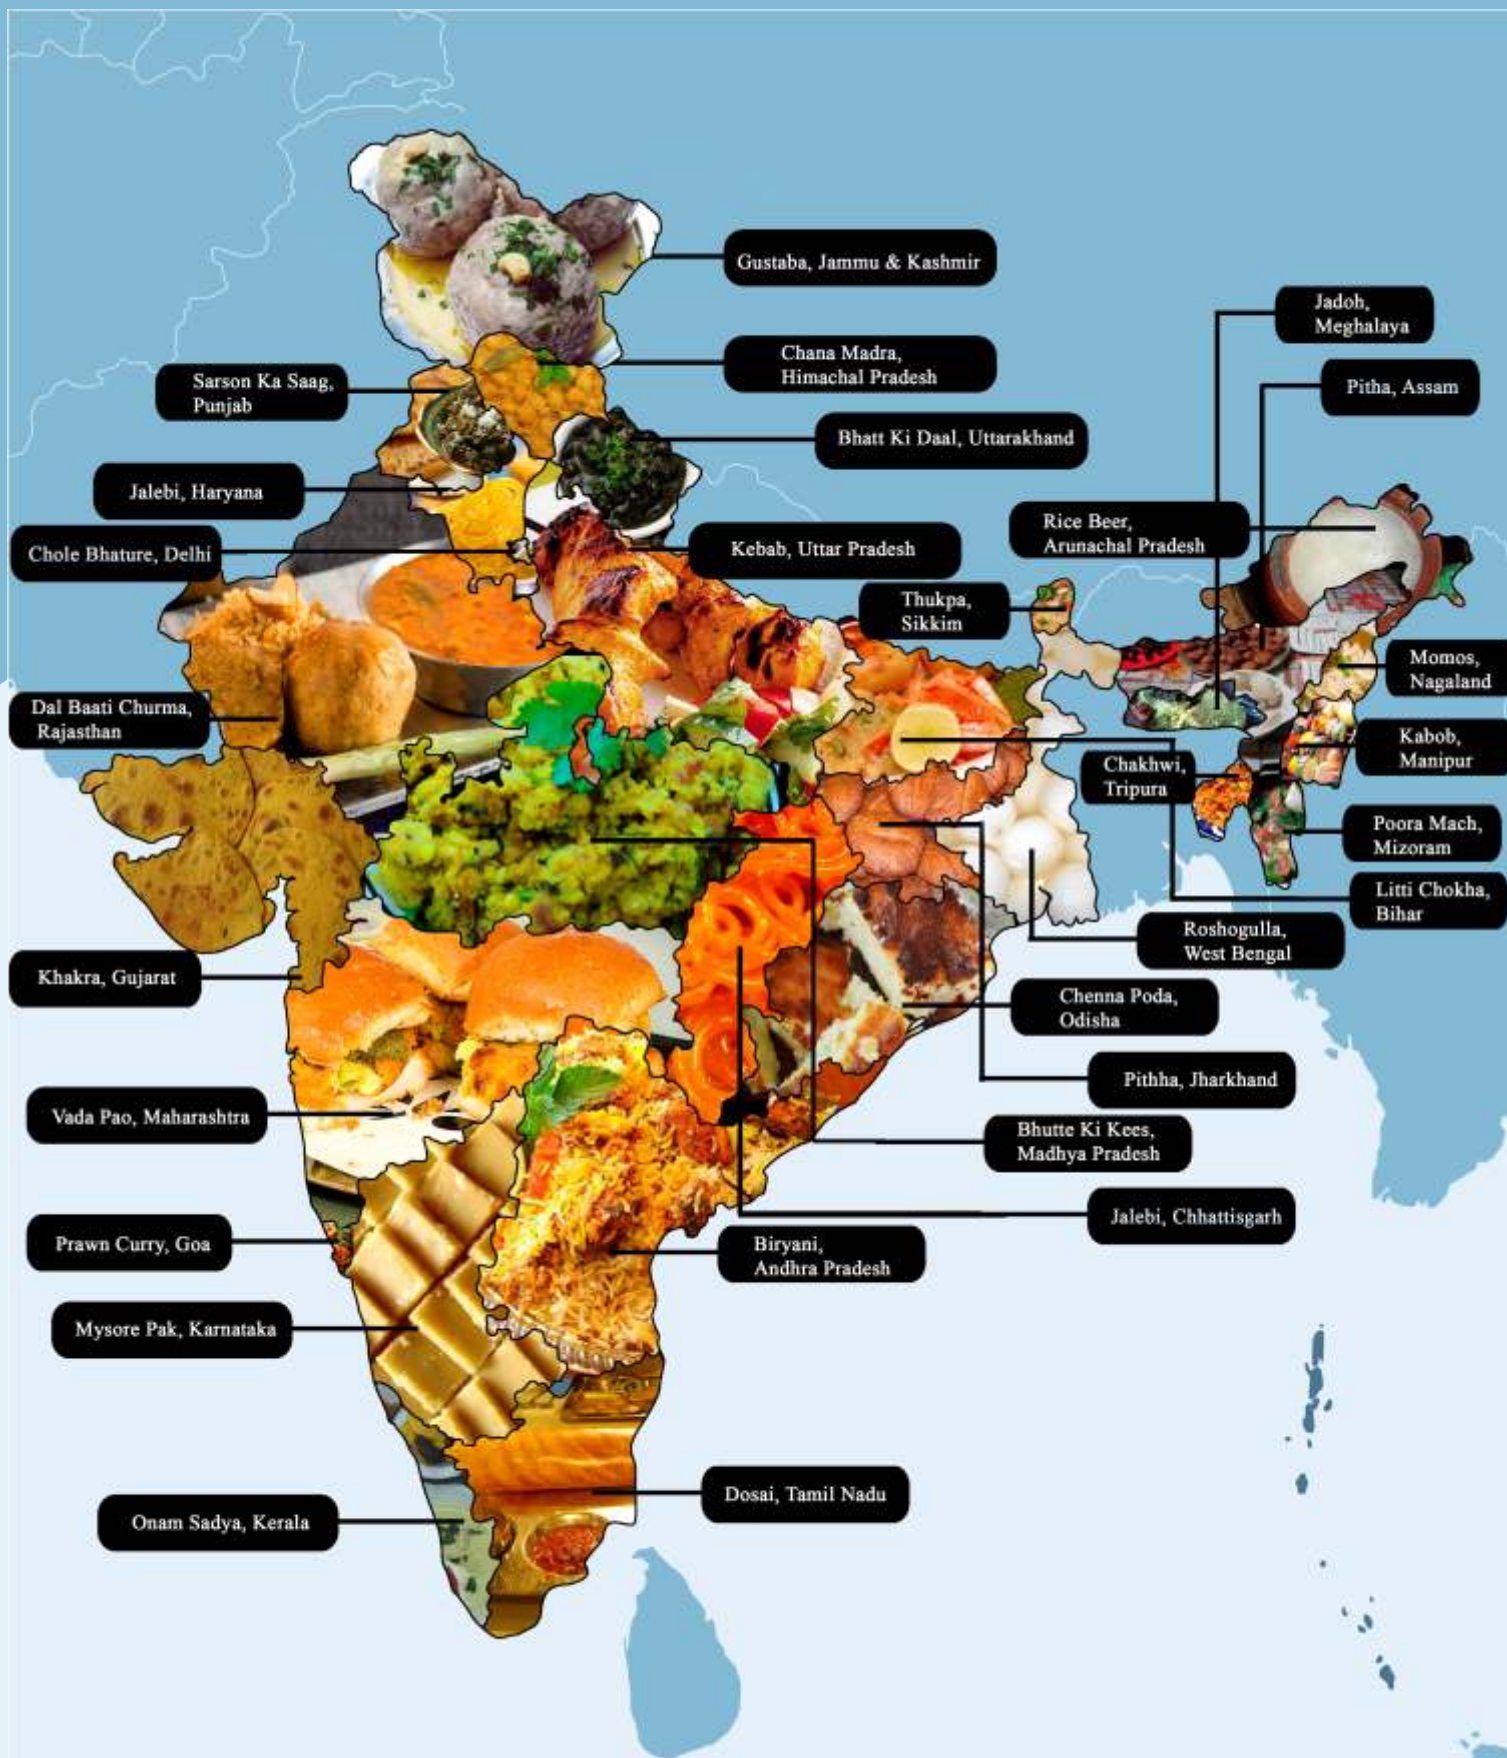 Gustaba, Jammu & Kashmir
Jadoh,
Meghalaya
Chana Madra,
Himachal Pradesh
Sarson Ka Saag,
Punjab
Pitha, Assam
Bhatt Ki Daal, Uttarakhand
Jalebi, Haryana
Rice Beer,
Arunachal Pradesh
Chole Bhature, Delhi
Kebab, Uttar Pradesh
Thukpa,
Sikkim
Momos,
Nagaland
Dal Baati Churma,
Rajasthan
Kabob,
Manipur
Chakhwi,
Tripura
Poora Mach,
Mizoram
Litti Chokha,
Bihar
Roshogulla,
West Bengal
Khakra, Gujarat
Chenna Poda,
Odisha
Pithha, Jharkhand
Vada Pao, Maharashtra
Bhutte Ki Kees,
Madhya Pradesh
Jalebi, Chhattisgarh
Prawn Curry, Goa
Biryani,
Andhra Pradesh
Mysore Pak, Karnataka
Dosai, Tamil Nadu
Onam Sadya, Kerala